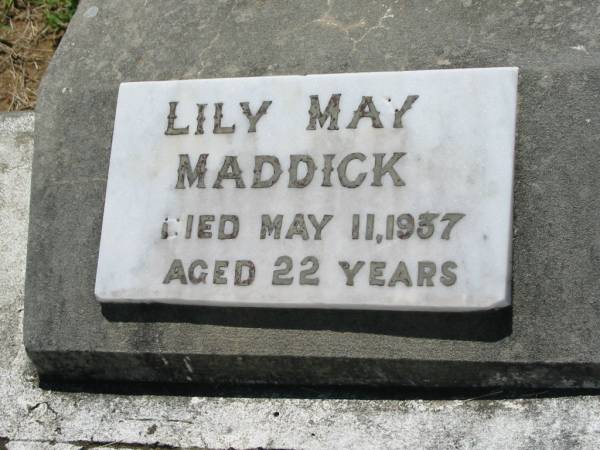 LILY MAY
MADDICK
DIED MAY 11, 1937
AGED 22 YEARS